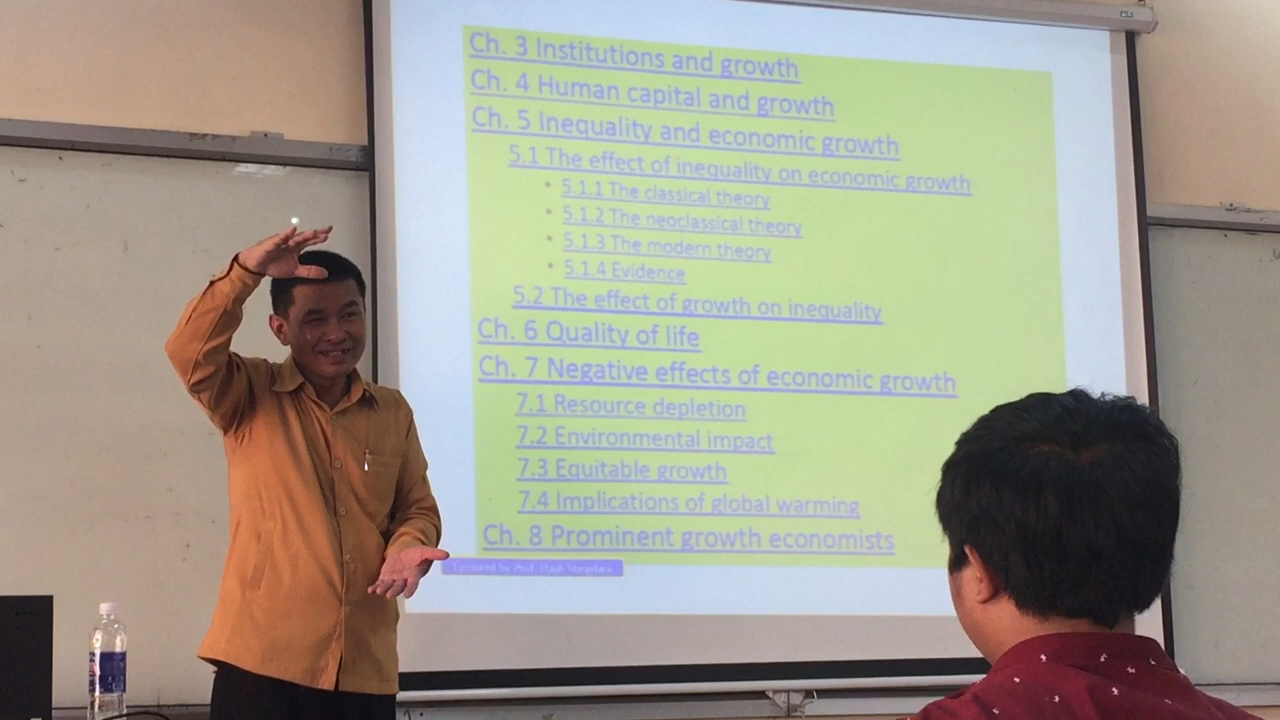 Ch. 3 Institutions and growth
Ch. 4 Human capital and growth
Ch. 5 Inequality and economic growth
5.1 The effect of inequality on economic growth
• 5.1.1 The classical theory
• 5.1.2 The neoclassical theory
• 5.1.3 The modern theory
• 5.1.4 Evidence
5.2 The effect of growth on inequality
Ch. 6 Quality of life
Ch. 7 Negative effects of economic growth
7.1 Resource depletion
7.2 Environmental impact
7.3 Equitable growth
7.4 Implications of global warming
Ch. 8 Prominent growth economists
Lectured by Prof.